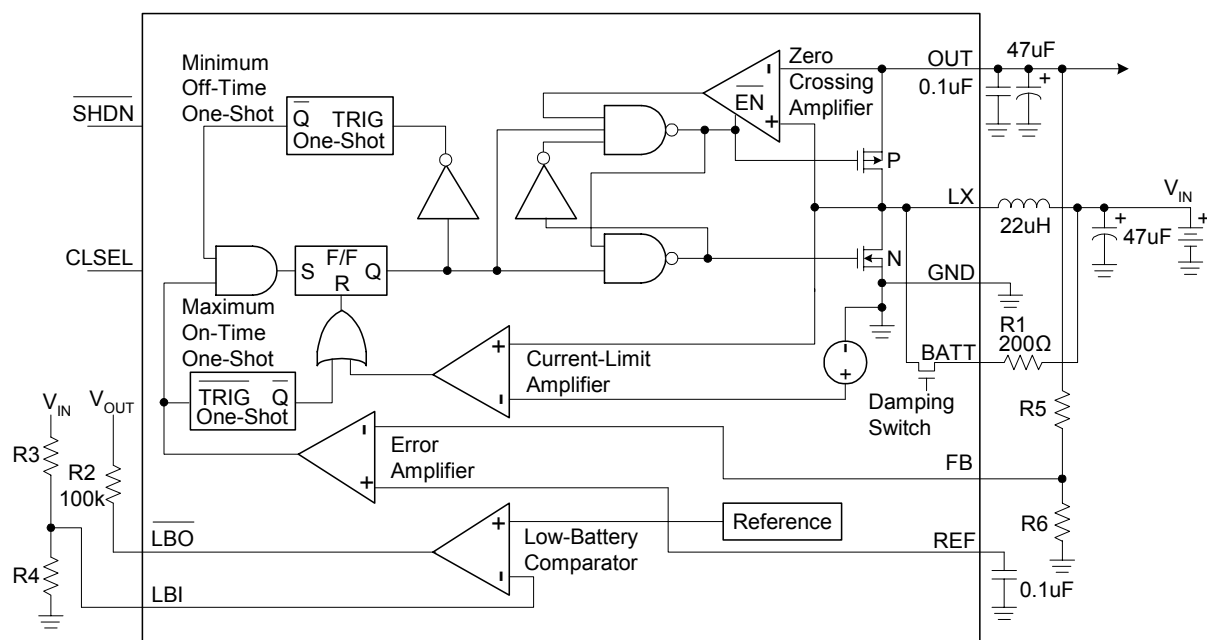 Minimum
Off-Time
One-Shot
SHDN
Q TRIG
One-Shot
Zero
Crossing
Amplifier
-
EN
+
OUT
47uF
+
0.1uF
P
LX
22uH
VIN
+
47uF
+
CLSEL
S F/F Q
R
N
GND
Maximum
On-Time
One-Shot
TRIG Q
One-Shot
+
-
Current-Limit
Amplifier
-
+
R1
200Ω
BATT
Damping
Switch
R5
VIN
VOUT
R3
R2
100k
-
+
Error
Amplifier
FB
R6
LBO
+
-
Low-Battery
Comparator
Reference
REF
0.1uF
R4
LBI